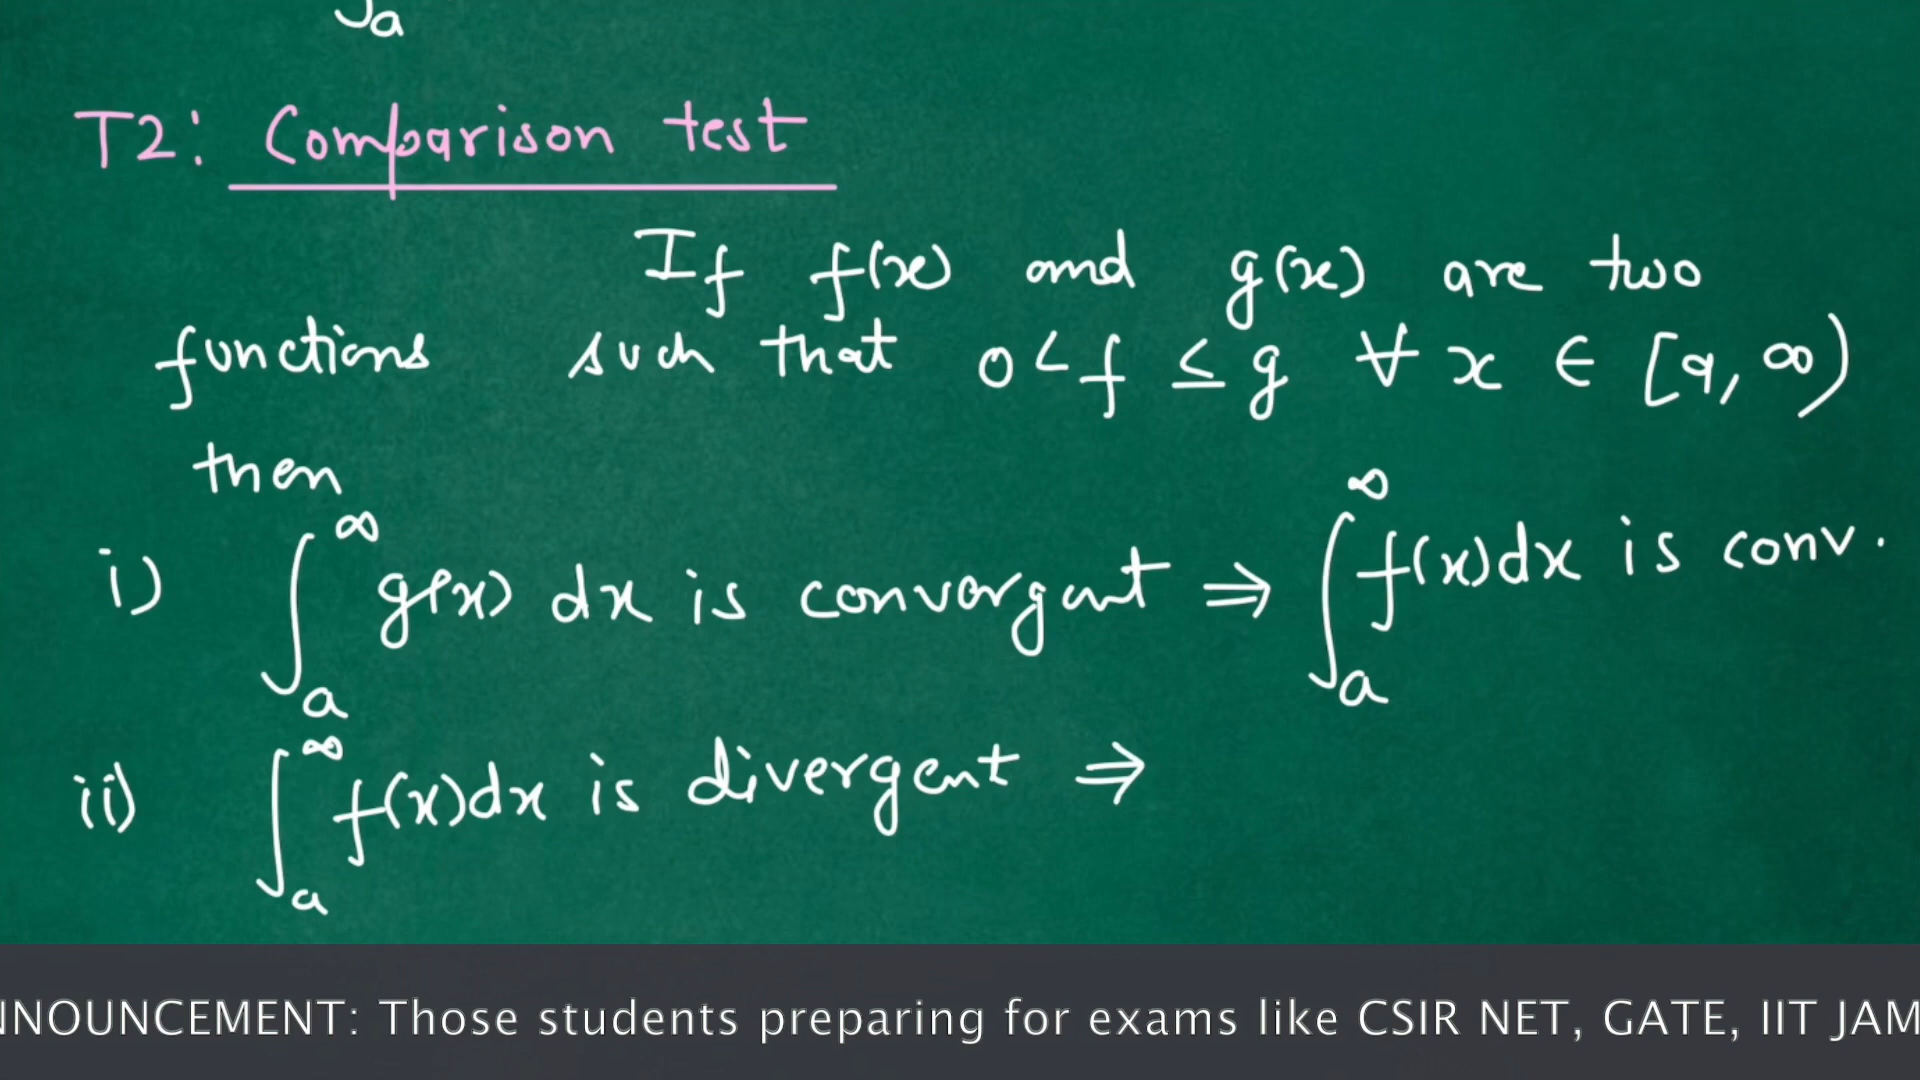 ∫a
T2: Comparison test
If f(x) and g(x) are two
functions such that 0 < f ≤ g ∀ x ∈ [a, ∞)
then
i) ∫_a^∞ g(x) dx is convergent ⇒ ∫_a^∞ f(x)dx is conv.
ii) ∫_a^∞ f(x)dx is divergent ⇒
NNOUNCEMENT: Those students preparing for exams like CSIR NET, GATE, IIT JAM